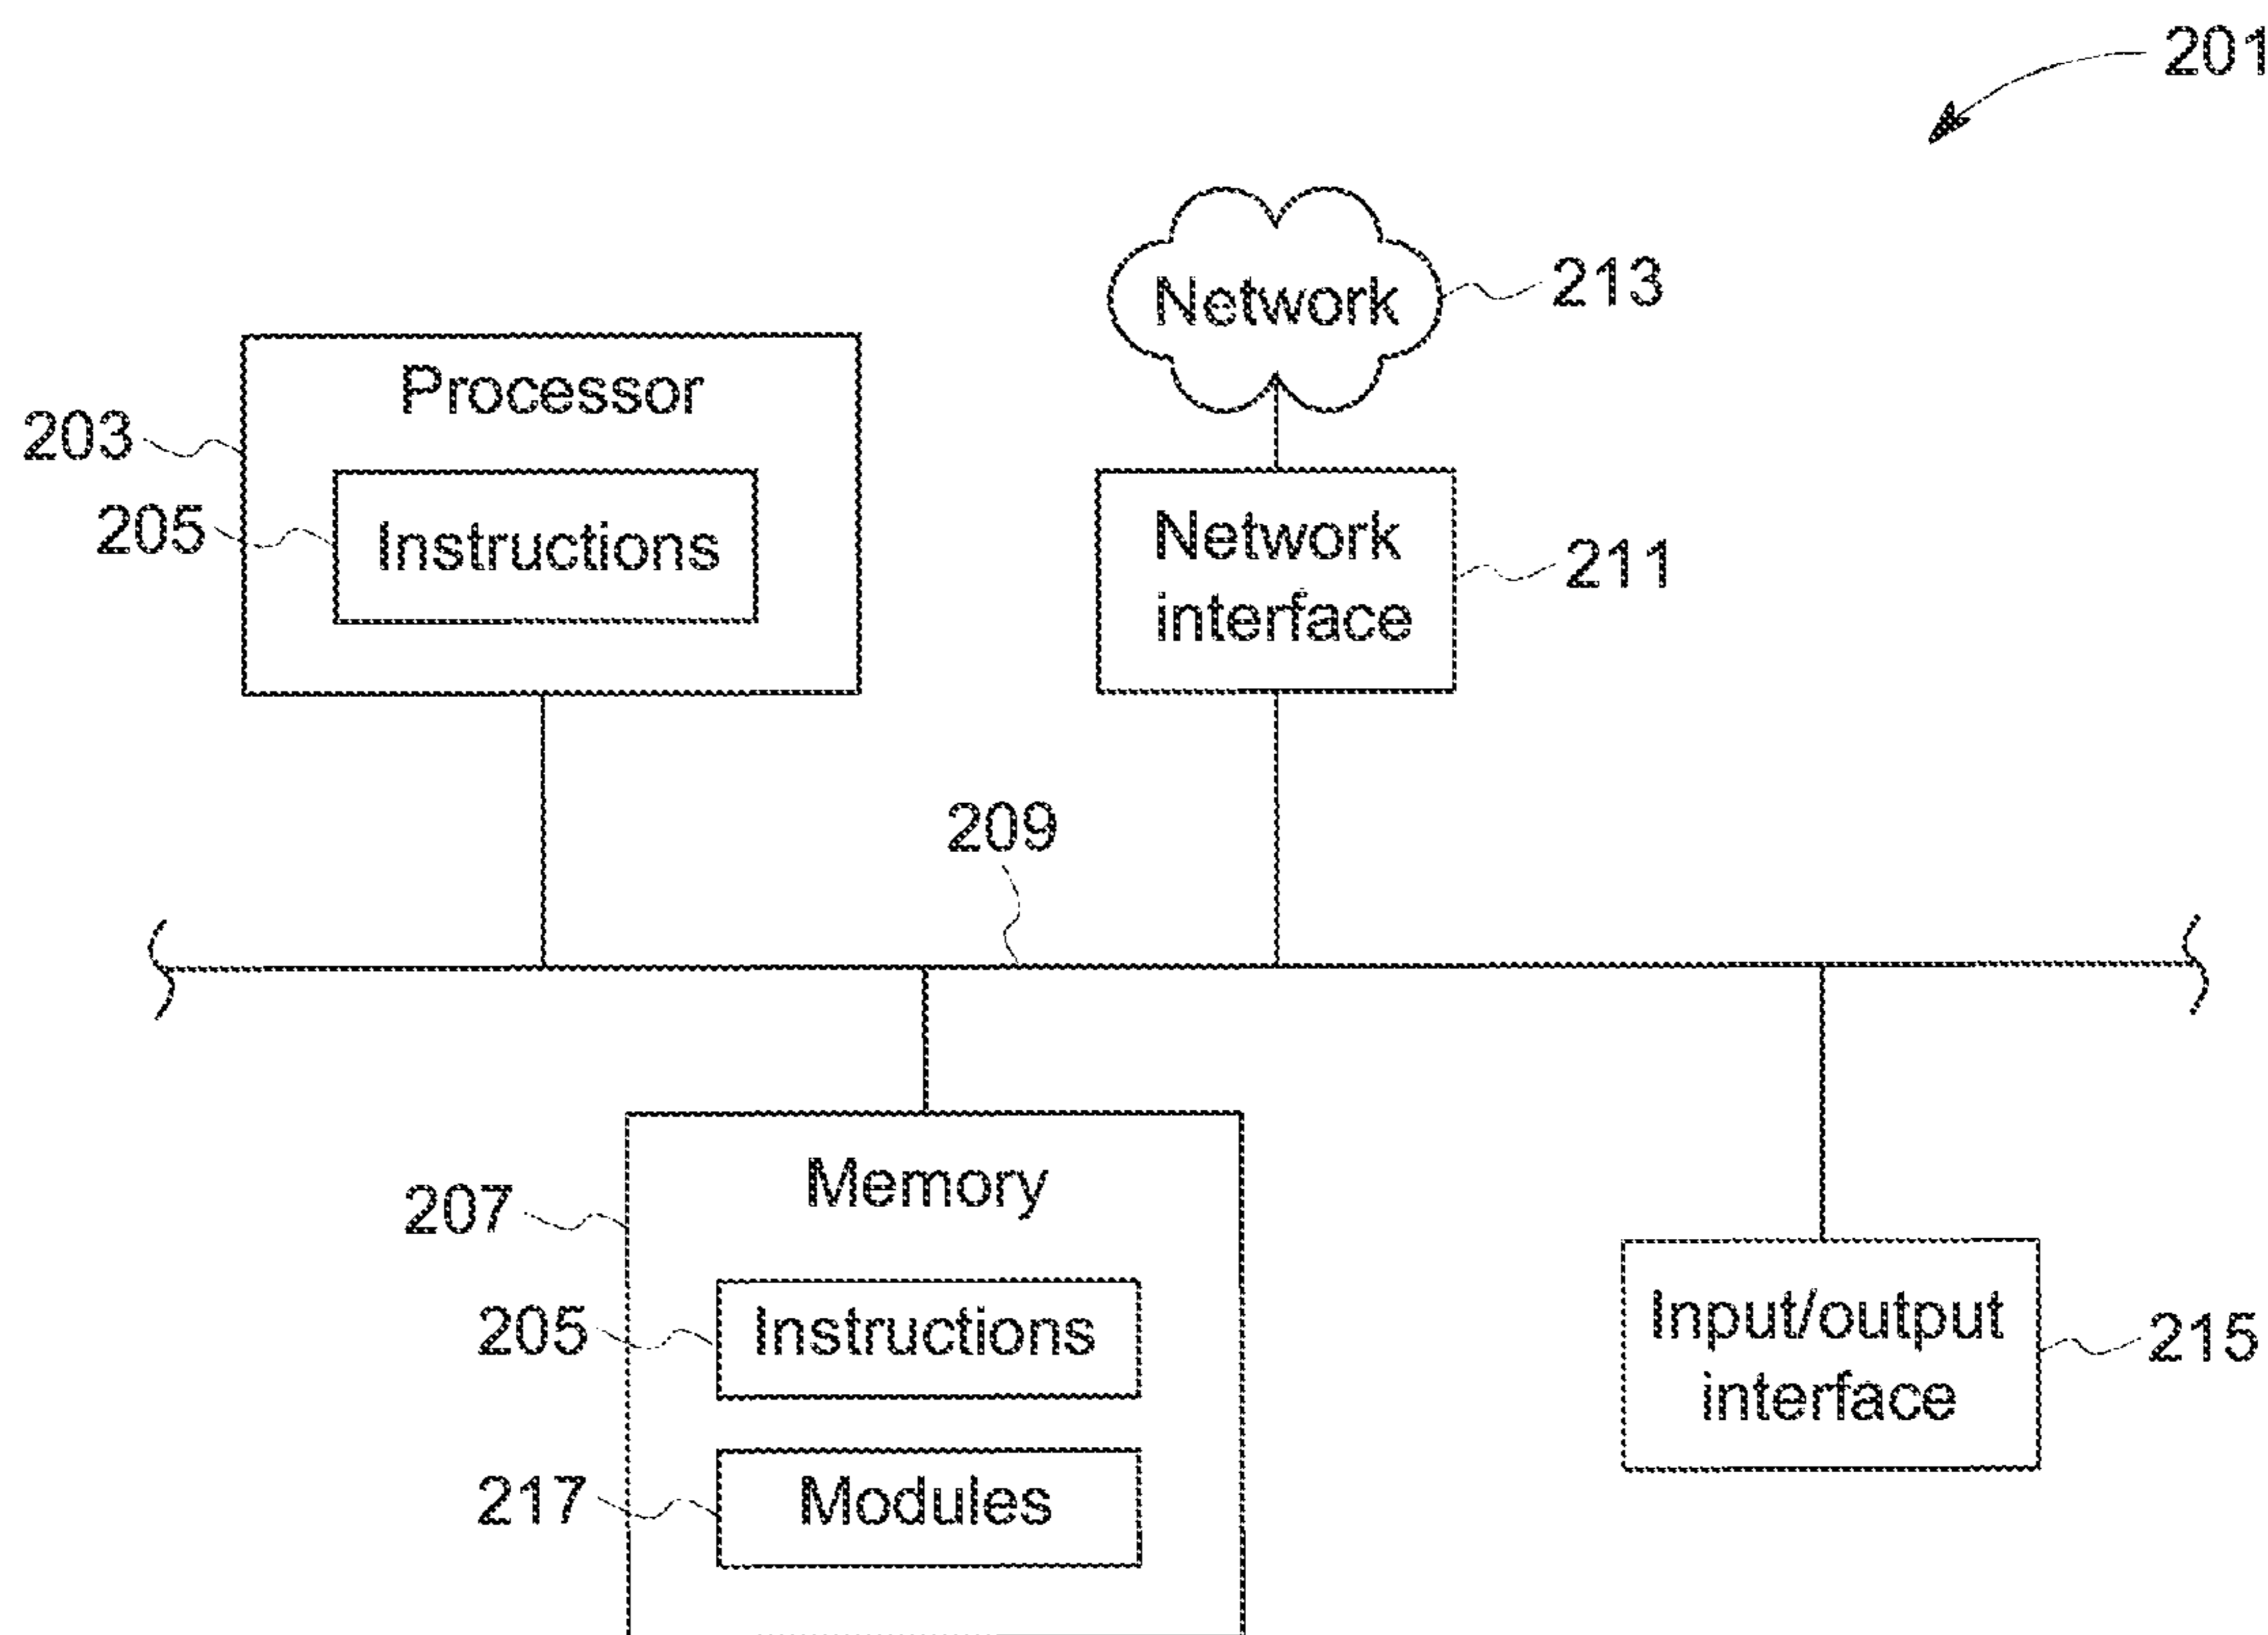 201
Network
213
Processor
203
205
Instructions
Network
interface
211
209
Memory
207
205
Instructions
217
Modules
Input/output
interface
215